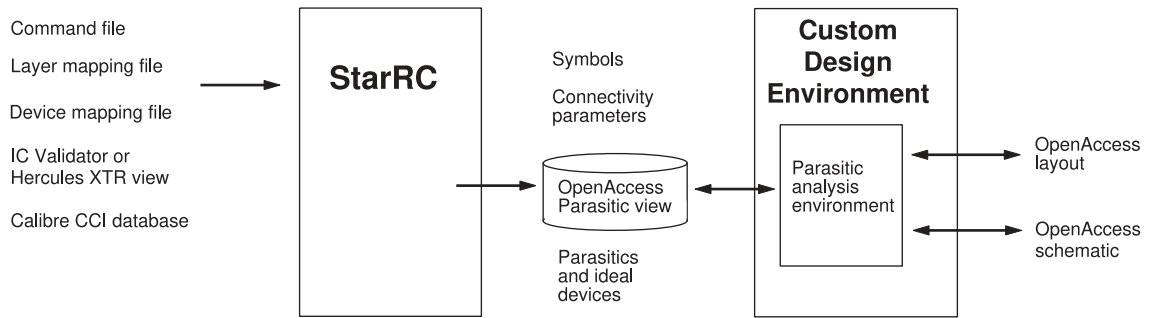 Command file
Layer mapping file
Device mapping file
IC Validator or
Hercules XTR view
Calibre CCI database
StarRC
Symbols
Connectivity
parameters
OpenAccess
Parasitic view
Parasitics
and ideal
devices
Custom
Design
Environment
Parasitic
analysis
environment
OpenAccess
layout
OpenAccess
schematic